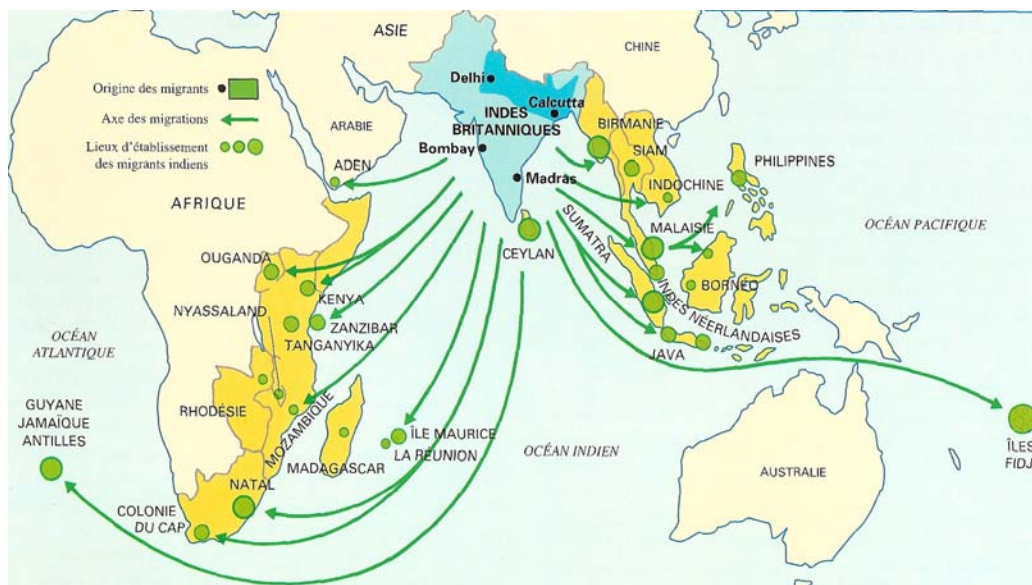 ASIE
CHINE
Origine des migrants
Axe des migrations
Lieux d'établissement
des migrants indiens
Delhi
Calcutta
INDES
BRITANNIQUES
Bombay
Madras
ARABIE
ADEN
AFRIQUE
BIRMANIE
SIAM
INDOCHINE
PHILIPPINES
OCÉAN PACIFIQUE
CEYLAN
SUMATRA
MALAISIE
BORNÉO
INDES NÉERLANDAISES
JAVA
OUGANDA
KENYA
NYASSALAND
ZANZIBAR
TANGANYIKA
OCÉAN
ATLANTIQUE
RHODÉSIE
MOZAMBIQUE
GUYANE
JAMAÏQUE
ANTILLES
MADAGASCAR
ÎLE MAURICE
LA RÉUNION
OCÉAN INDIEN
NATAL
COLONIE
DU CAP
AUSTRALIE
ÎLES
FIDJ